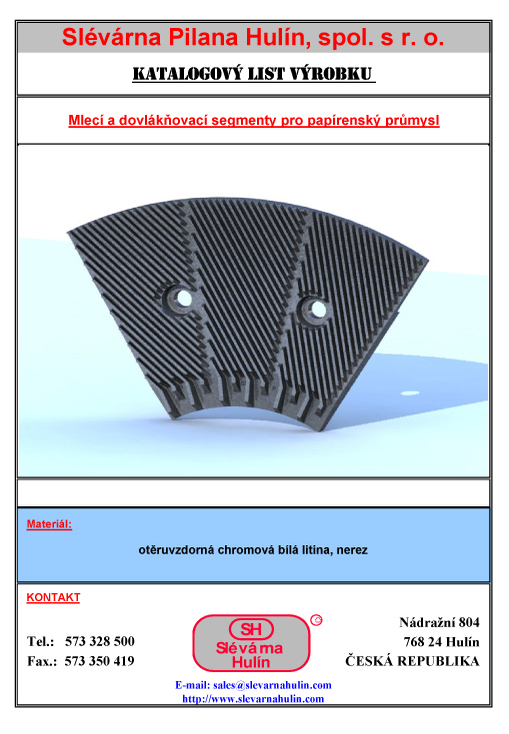 Slévárna Pilana Hulín, spol. s r. o.
KATALOGOVÝ LIST VÝROBKU
Mlecí a dovlákňovací segmenty pro papírenský průmysl
Materiál:
otěruvzdorná chromová bílá litina, nerez
KONTAKT
Tel.: 573 328 500
Fax.: 573 350 419
SH
Slévárna
Hulín
Nádražní 804
768 24 Hulín
ČESKÁ REPUBLIKA
E-mail: sales@slevarnahulin.com
http://www.slevarnahulin.com